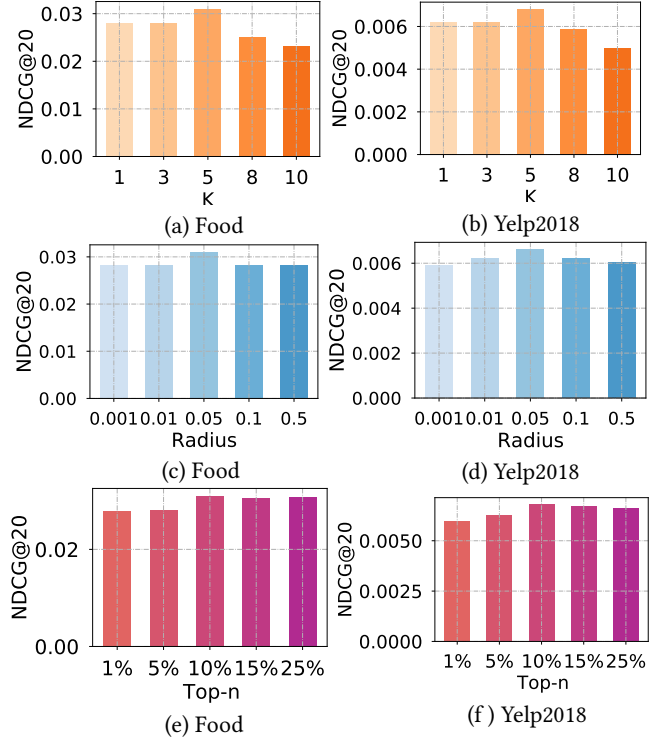 0.03
0.02
0.01
0.00
NDCG@20
1 3 5 8 10
K
(a) Food
0.006
0.004
0.002
0.000
NDCG@20
1 3 5 8 10
K
(b) Yelp2018
0.03
0.02
0.01
0.00
NDCG@20
0.001 0.01 0.05 0.1 0.5
Radius
(c) Food
0.006
0.004
0.002
0.000
NDCG@20
0.001 0.01 0.05 0.1 0.5
Radius
(d) Yelp2018
0.02
0.00
NDCG@20
1% 5% 10% 15% 25%
Top-n
(e) Food
0.0050
0.0025
0.0000
NDCG@20
1% 5% 10% 15% 25%
Top-n
(f ) Yelp2018